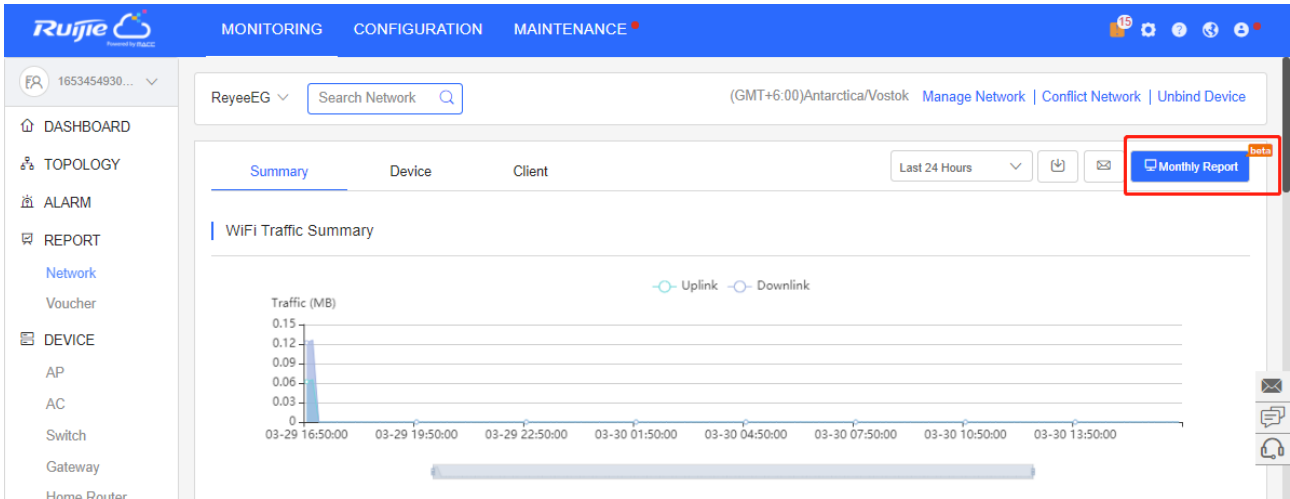 Ruijie
Powered by RACC
MONITORING
CONFIGURATION
MAINTENANCE
15
1653454930...
DASHBOARD
TOPOLOGY
ALARM
REPORT
Network
Voucher
DEVICE
AP
AC
Switch
Gateway
Home Router
ReyeeEG
Search Network
(GMT+6:00)Antarctica/Vostok
Manage Network | Conflict Network | Unbind Device
Summary
Device
Client
Last 24 Hours
Monthly Report
beta
WiFi Traffic Summary
Uplink
Downlink
Traffic (MB)
0.15
0.12
0.09
0.06
0.03
0
03-29 16:50:00
03-29 19:50:00
03-29 22:50:00
03-30 01:50:00
03-30 04:50:00
03-30 07:50:00
03-30 10:50:00
03-30 13:50:00